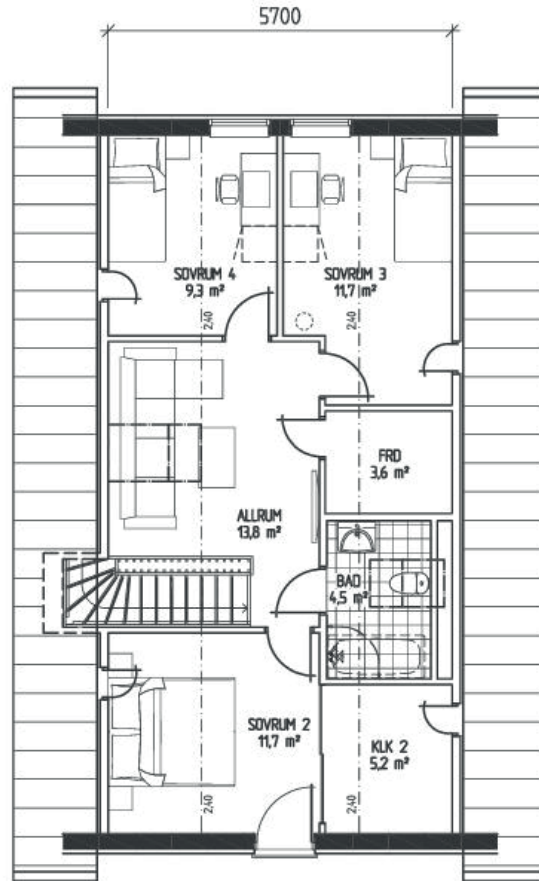 5700
SOVRUM 4
9,3 m²
SOVRUM 3
11,7 m²
2,40
2,40
FRD
3,6 m²
ALLRUM
13,8 m²
BAD
4,5 m²
SOVRUM 2
11,7 m²
KLK 2
5,2 m²
2,40
2,40